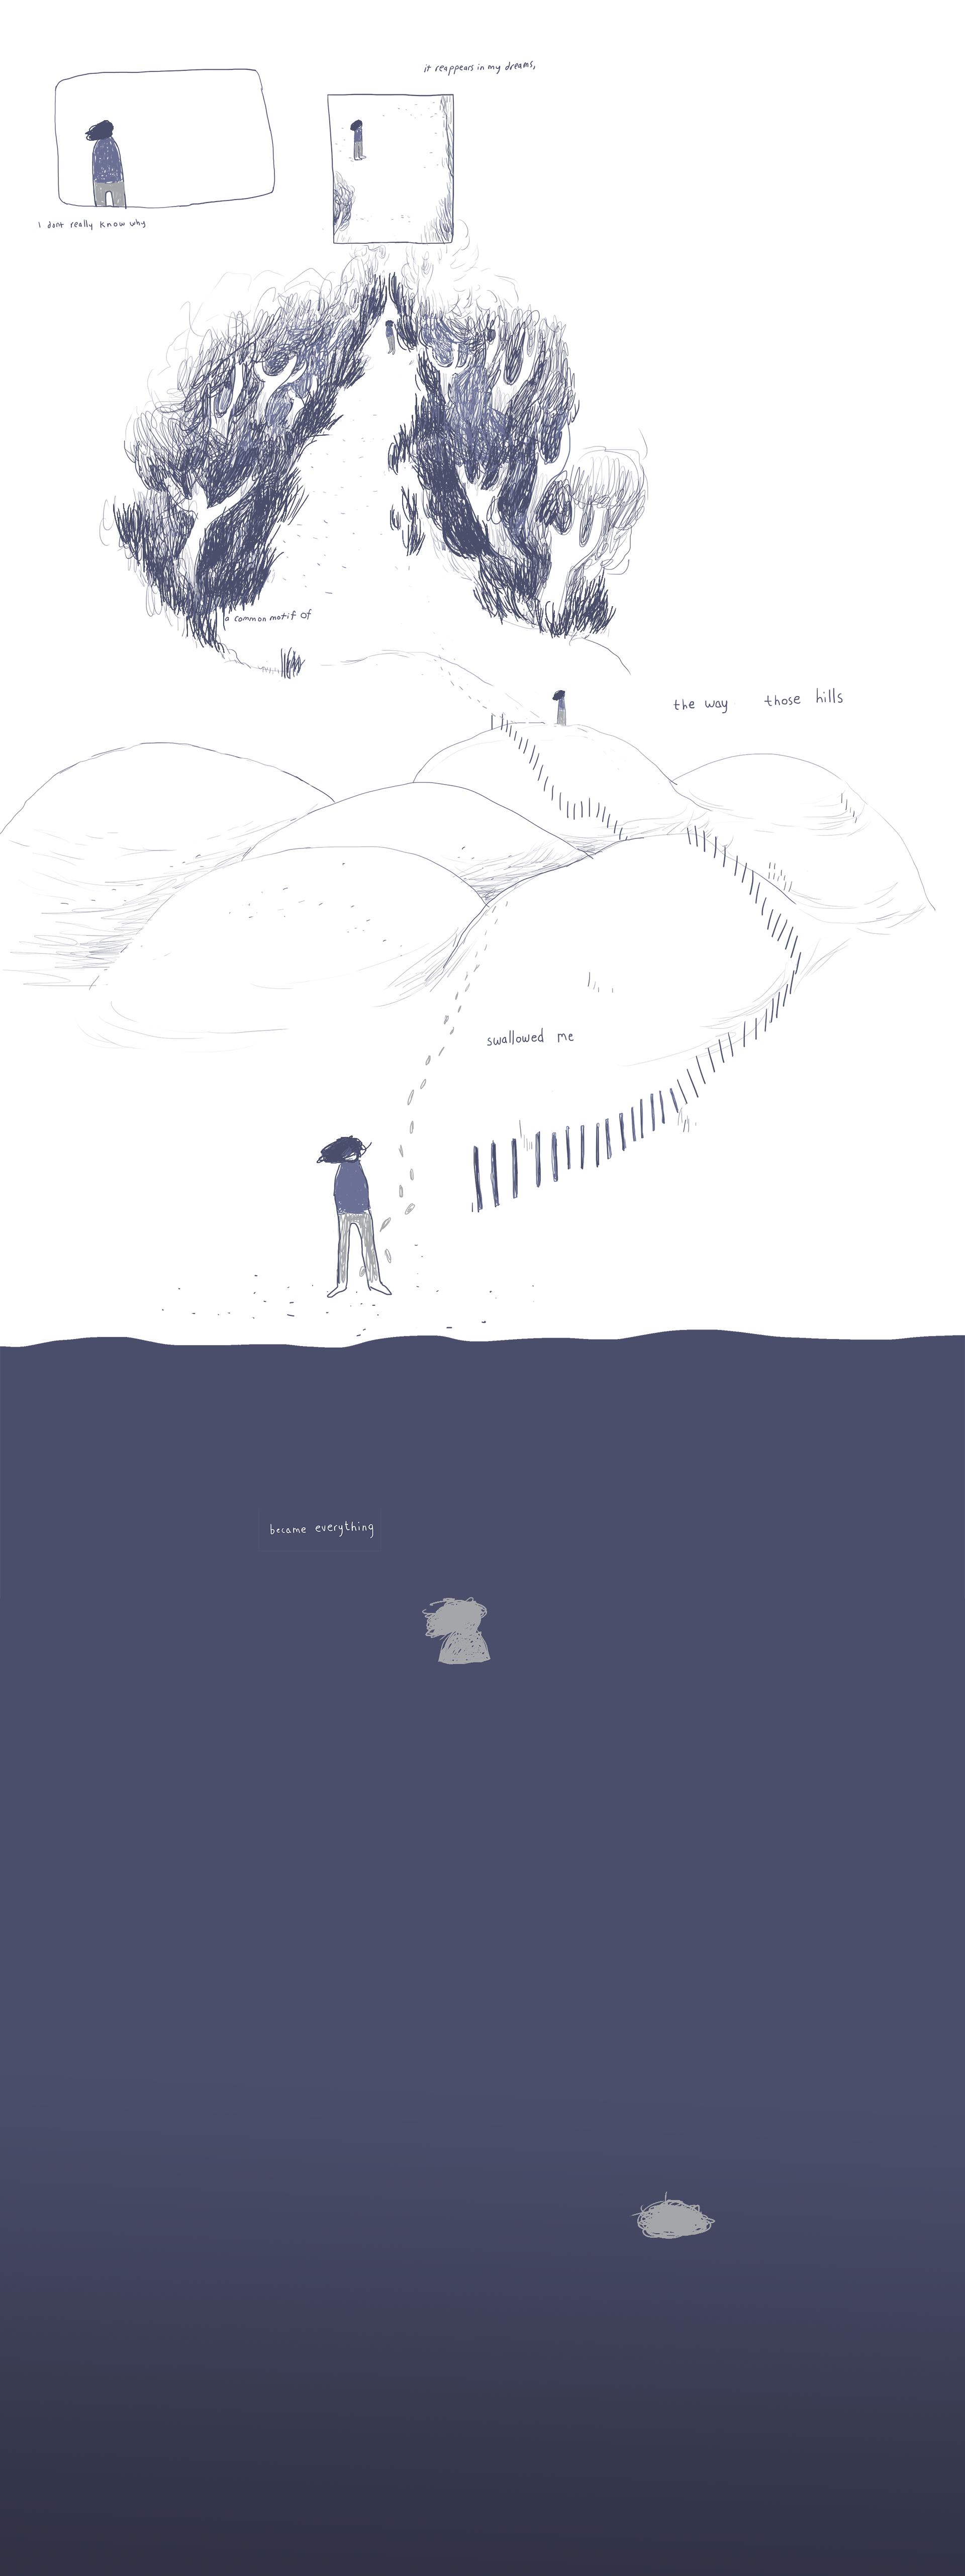 it reappears in my dreams,
I dont really know why
a common motif of
the way those hills
swallowed me
became everything